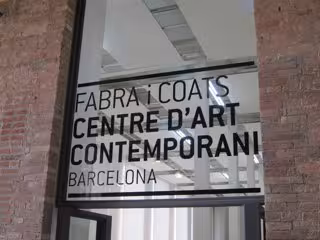 FABRA i COATS
CENTRE D'ART
CONTEMPORANI
BARCELONA